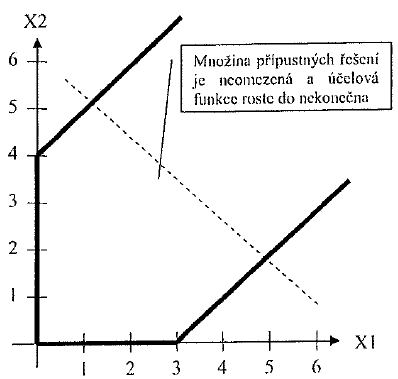 X2
Množina přípustných řešení
je neomezená a účelová
funkce roste do nekonečna
6
5
4
3
2
1
X1
1 2 3 4 5 6